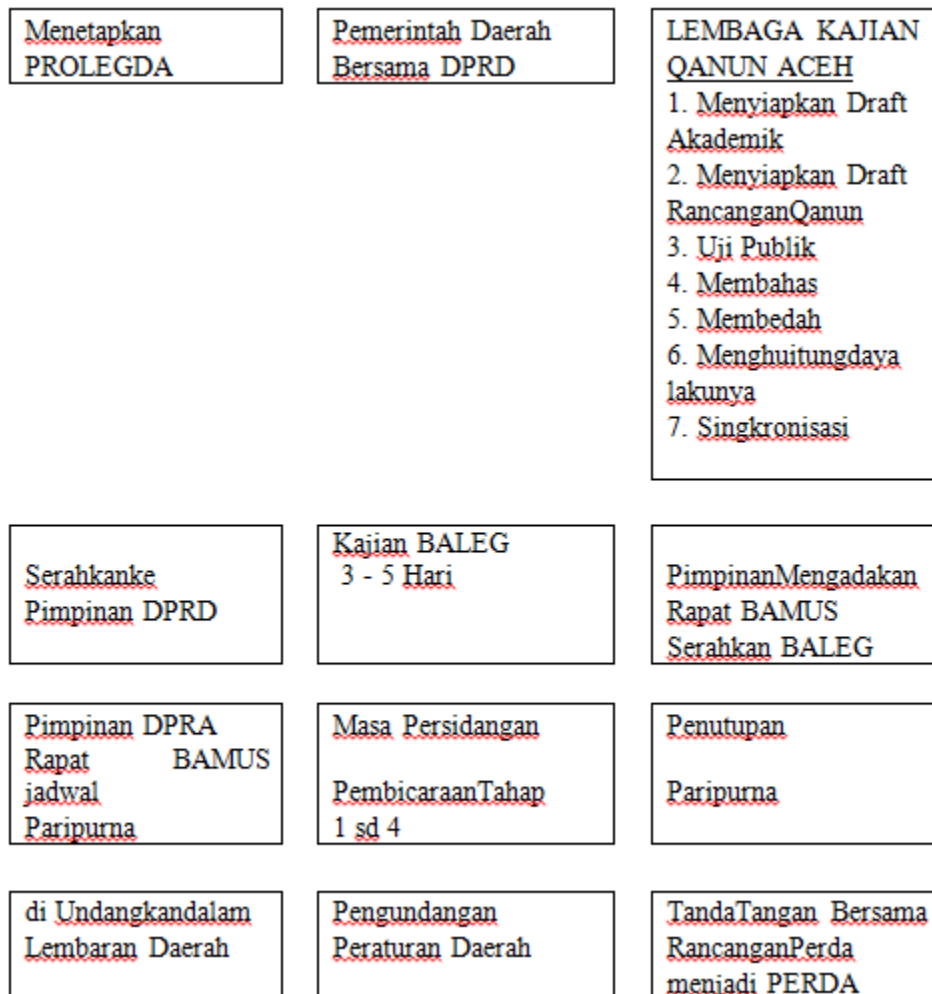 Menetapkan
PROLEGDA
Pemerintah Daerah
Bersama DPRD
LEMBAGA KAJIAN
QANUN ACEH
1. Menyiapkan Draft
Akademik
2. Menyiapkan Draft
RancanganQanun
3. Uji Publik
4. Membahas
5. Membedah
6. Menghuitungdaya
lakunya
7. Singkronisasi
Serahkanke
Pimpinan DPRD
Kajian BALEG
3 - 5 Hari
PimpinanMengadakan
Rapat BAMUS
Serahkan BALEG
Pimpinan DPRA
Rapat BAMUS
jadwal
Paripurna
Masa Persidangan
PembicaraanTahap
1 sd 4
Penutupan
Paripurna
di Undangkandalam
Lembaran Daerah
Pengundangan
Peraturan Daerah
TandaTangan Bersama
RancanganPerda
menjadi PERDA